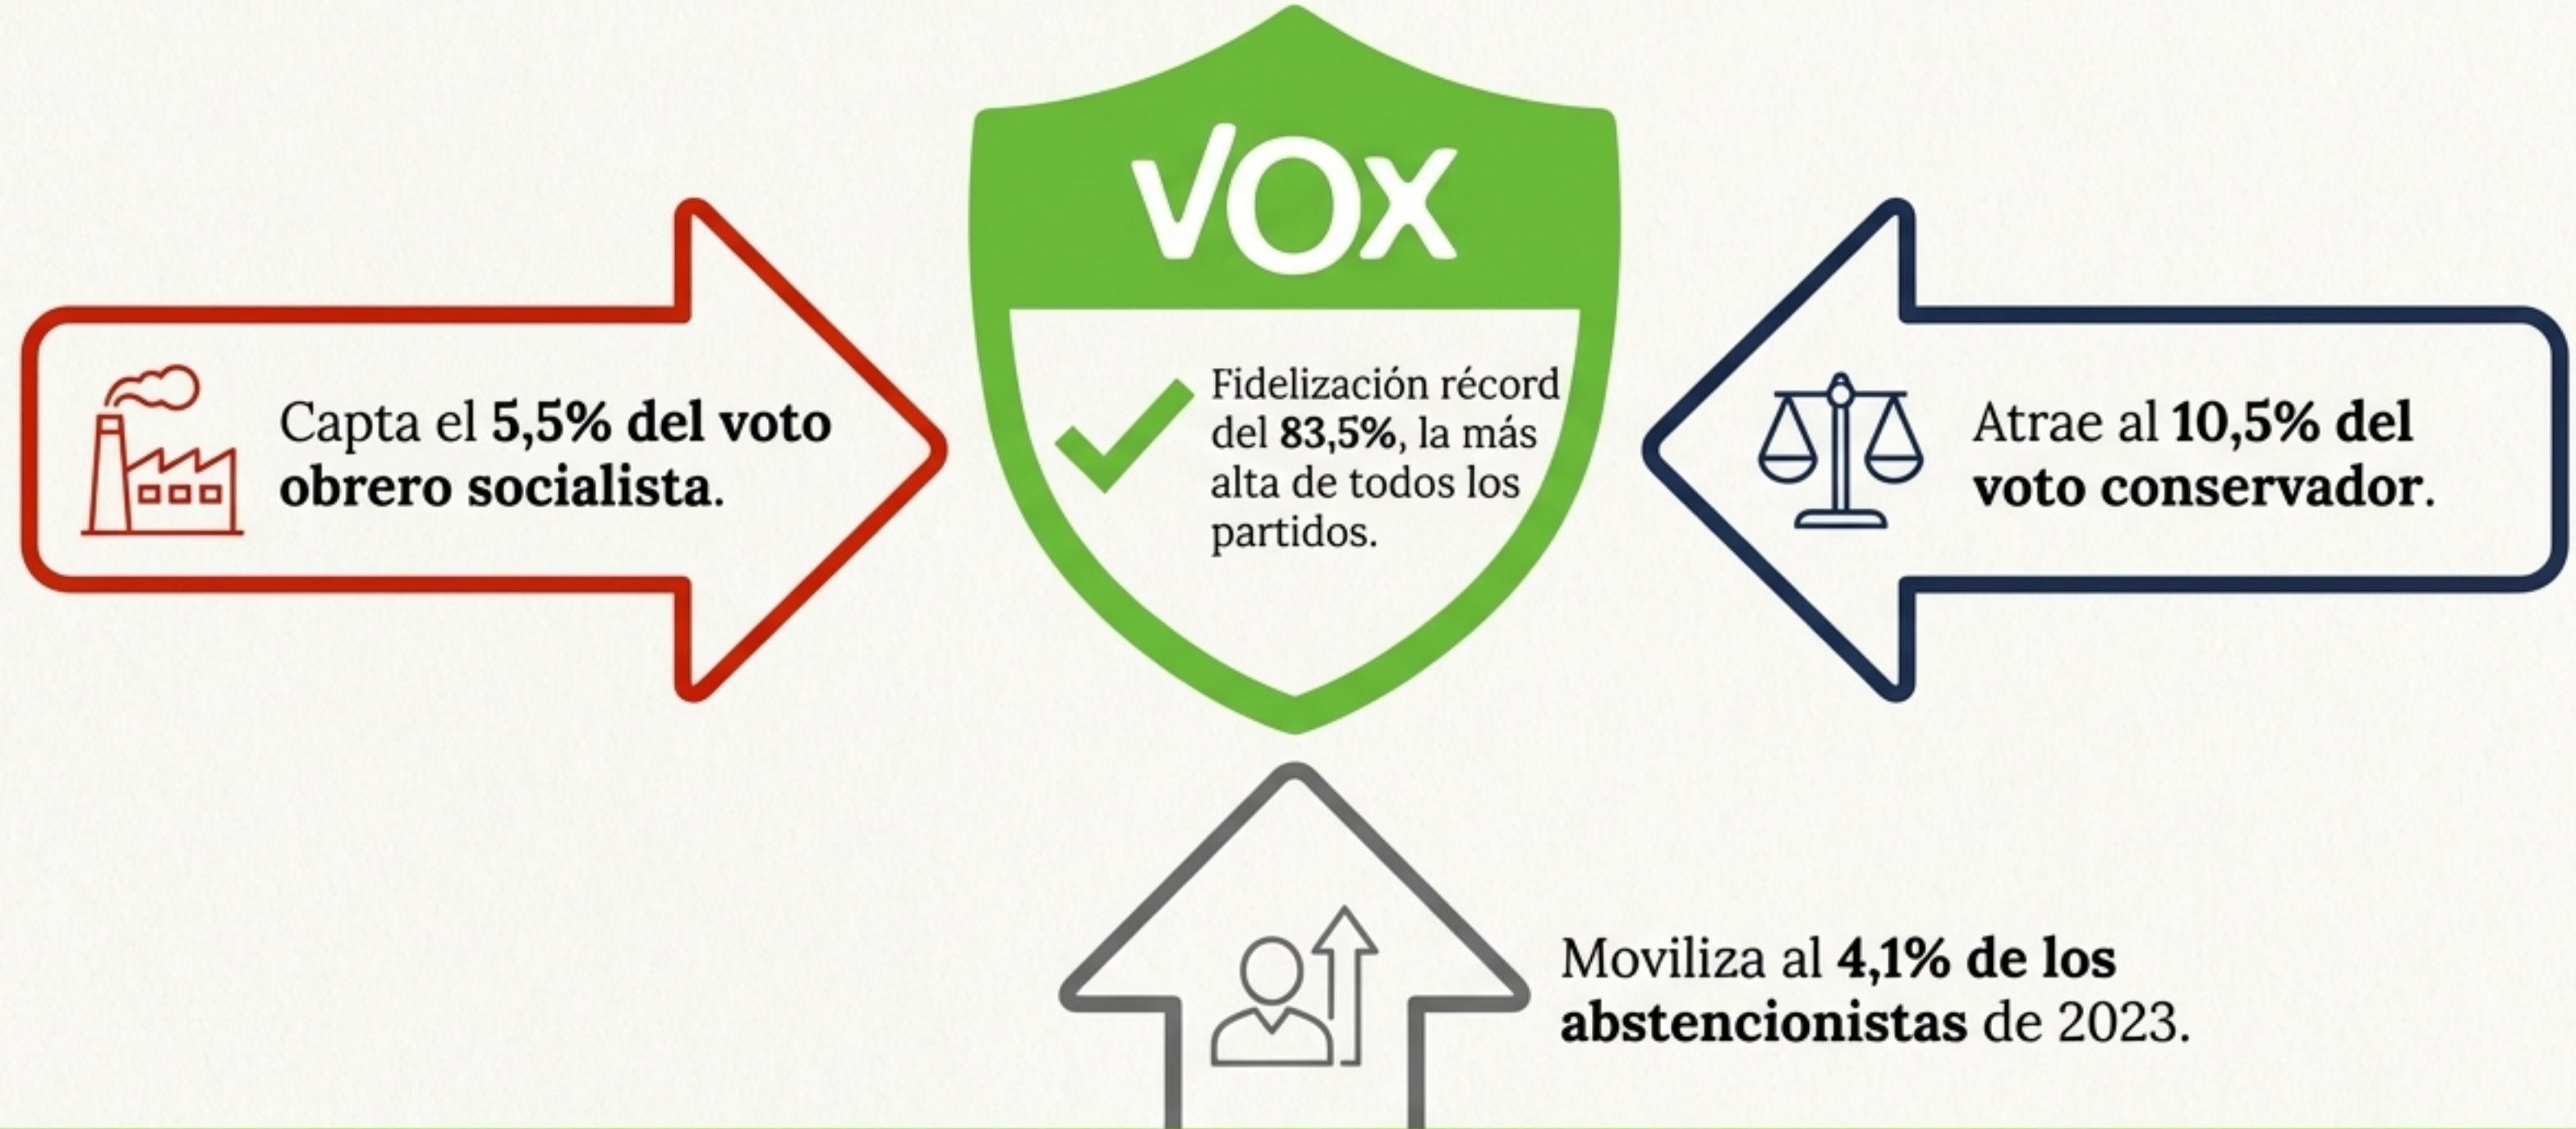 VOX
Capta el 5,5% del voto
obrero socialista.
Fidelización récord
del 83,5%, la más
alta de todos los
partidos.
Atrae al 10,5% del
voto conservador.
Moviliza al 4,1% de los
abstencionistas de 2023.